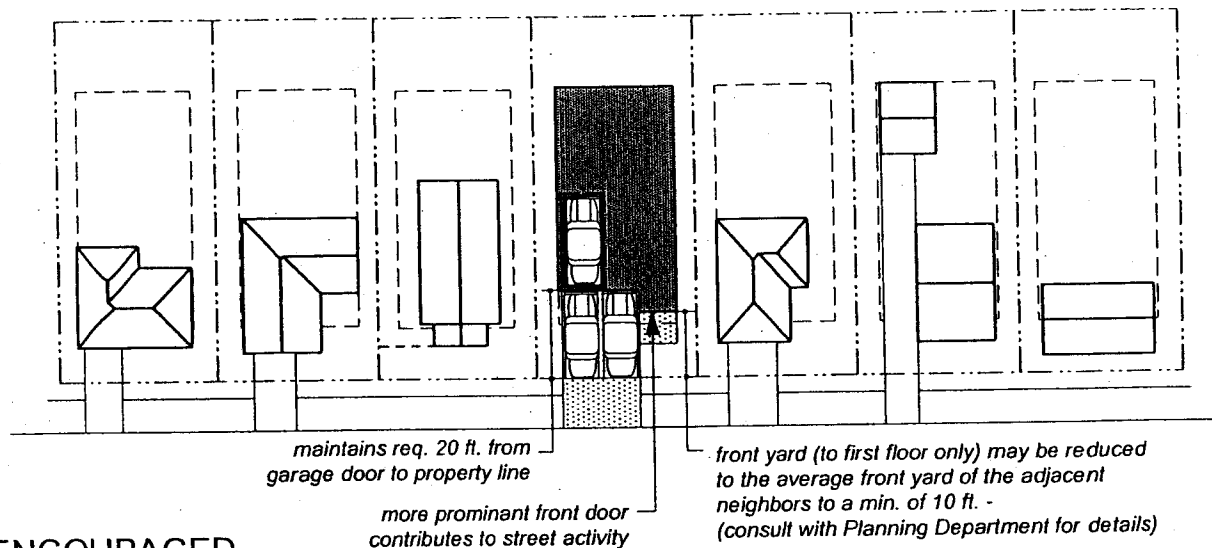 maintains req. 20 ft. from
garage door to property line
more prominant front door
contributes to street activity
front yard (to first floor only) may be reduced
to the average front yard of the adjacent
neighbors to a min. of 10 ft. -
(consult with Planning Department for details)